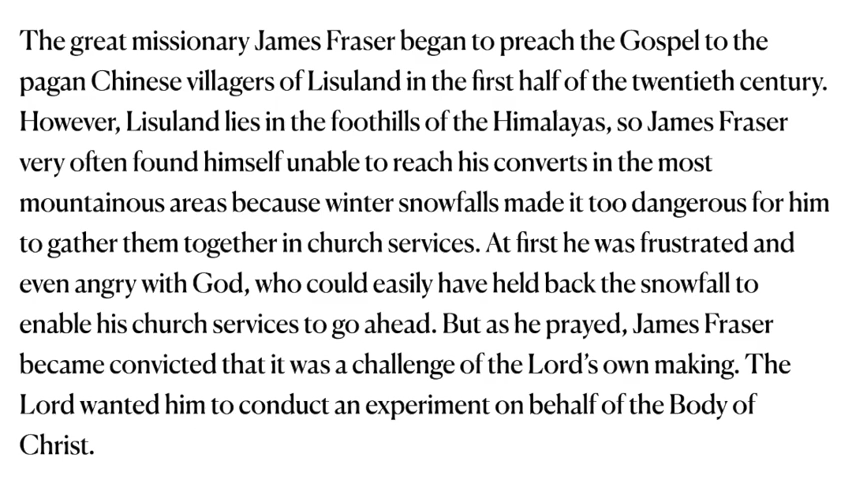 The great missionary James Fraser began to preach the Gospel to the
pagan Chinese villagers of Lisuland in the first half of the twentieth century.
However, Lisuland lies in the foothills of the Himalayas, so James Fraser
very often found himself unable to reach his converts in the most
mountainous areas because winter snowfalls made it too dangerous for him
to gather them together in church services. At first he was frustrated and
even angry with God, who could easily have held back the snowfall to
enable his church services to go ahead. But as he prayed, James Fraser
became convicted that it was a challenge of the Lord’s own making. The
Lord wanted him to conduct an experiment on behalf of the Body of
Christ.